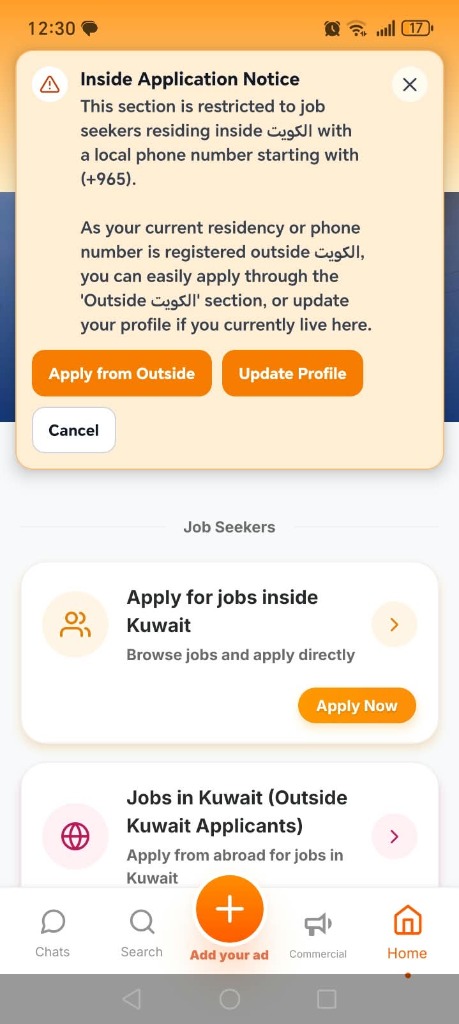 12:30
17
Inside Application Notice
This section is restricted to job
seekers residing inside الكويت with
a local phone number starting with
(+965).
As your current residency or phone
number is registered outside الكويت,
you can easily apply through the
'Outside الكويت' section, or update
your profile if you currently live here.
Apply from Outside
Update Profile
Cancel
Job Seekers
Apply for jobs inside
Kuwait
Browse jobs and apply directly
Apply Now
Jobs in Kuwait (Outside
Kuwait Applicants)
Apply from abroad for jobs in
Kuwait
Chats
Search
Add your ad
Commercial
Home